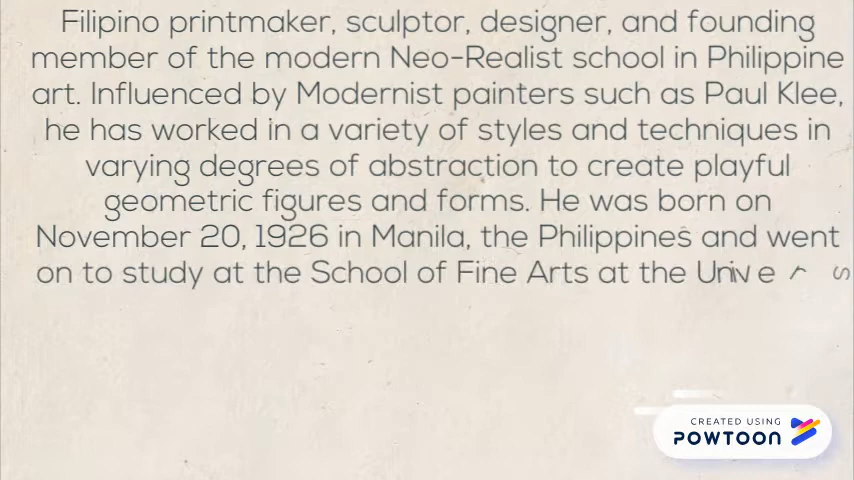 Filipino printmaker, sculptor, designer, and founding
member of the modern Neo-Realist school in Philippine
art. Influenced by Modernist painters such as Paul Klee,
he has worked in a variety of styles and techniques in
varying degrees of abstraction to create playful
geometric figures and forms. He was born on
November 20, 1926 in Manila, the Philippines and went
on to study at the School of Fine Arts at the Univers
CREATED USING
POWTOON